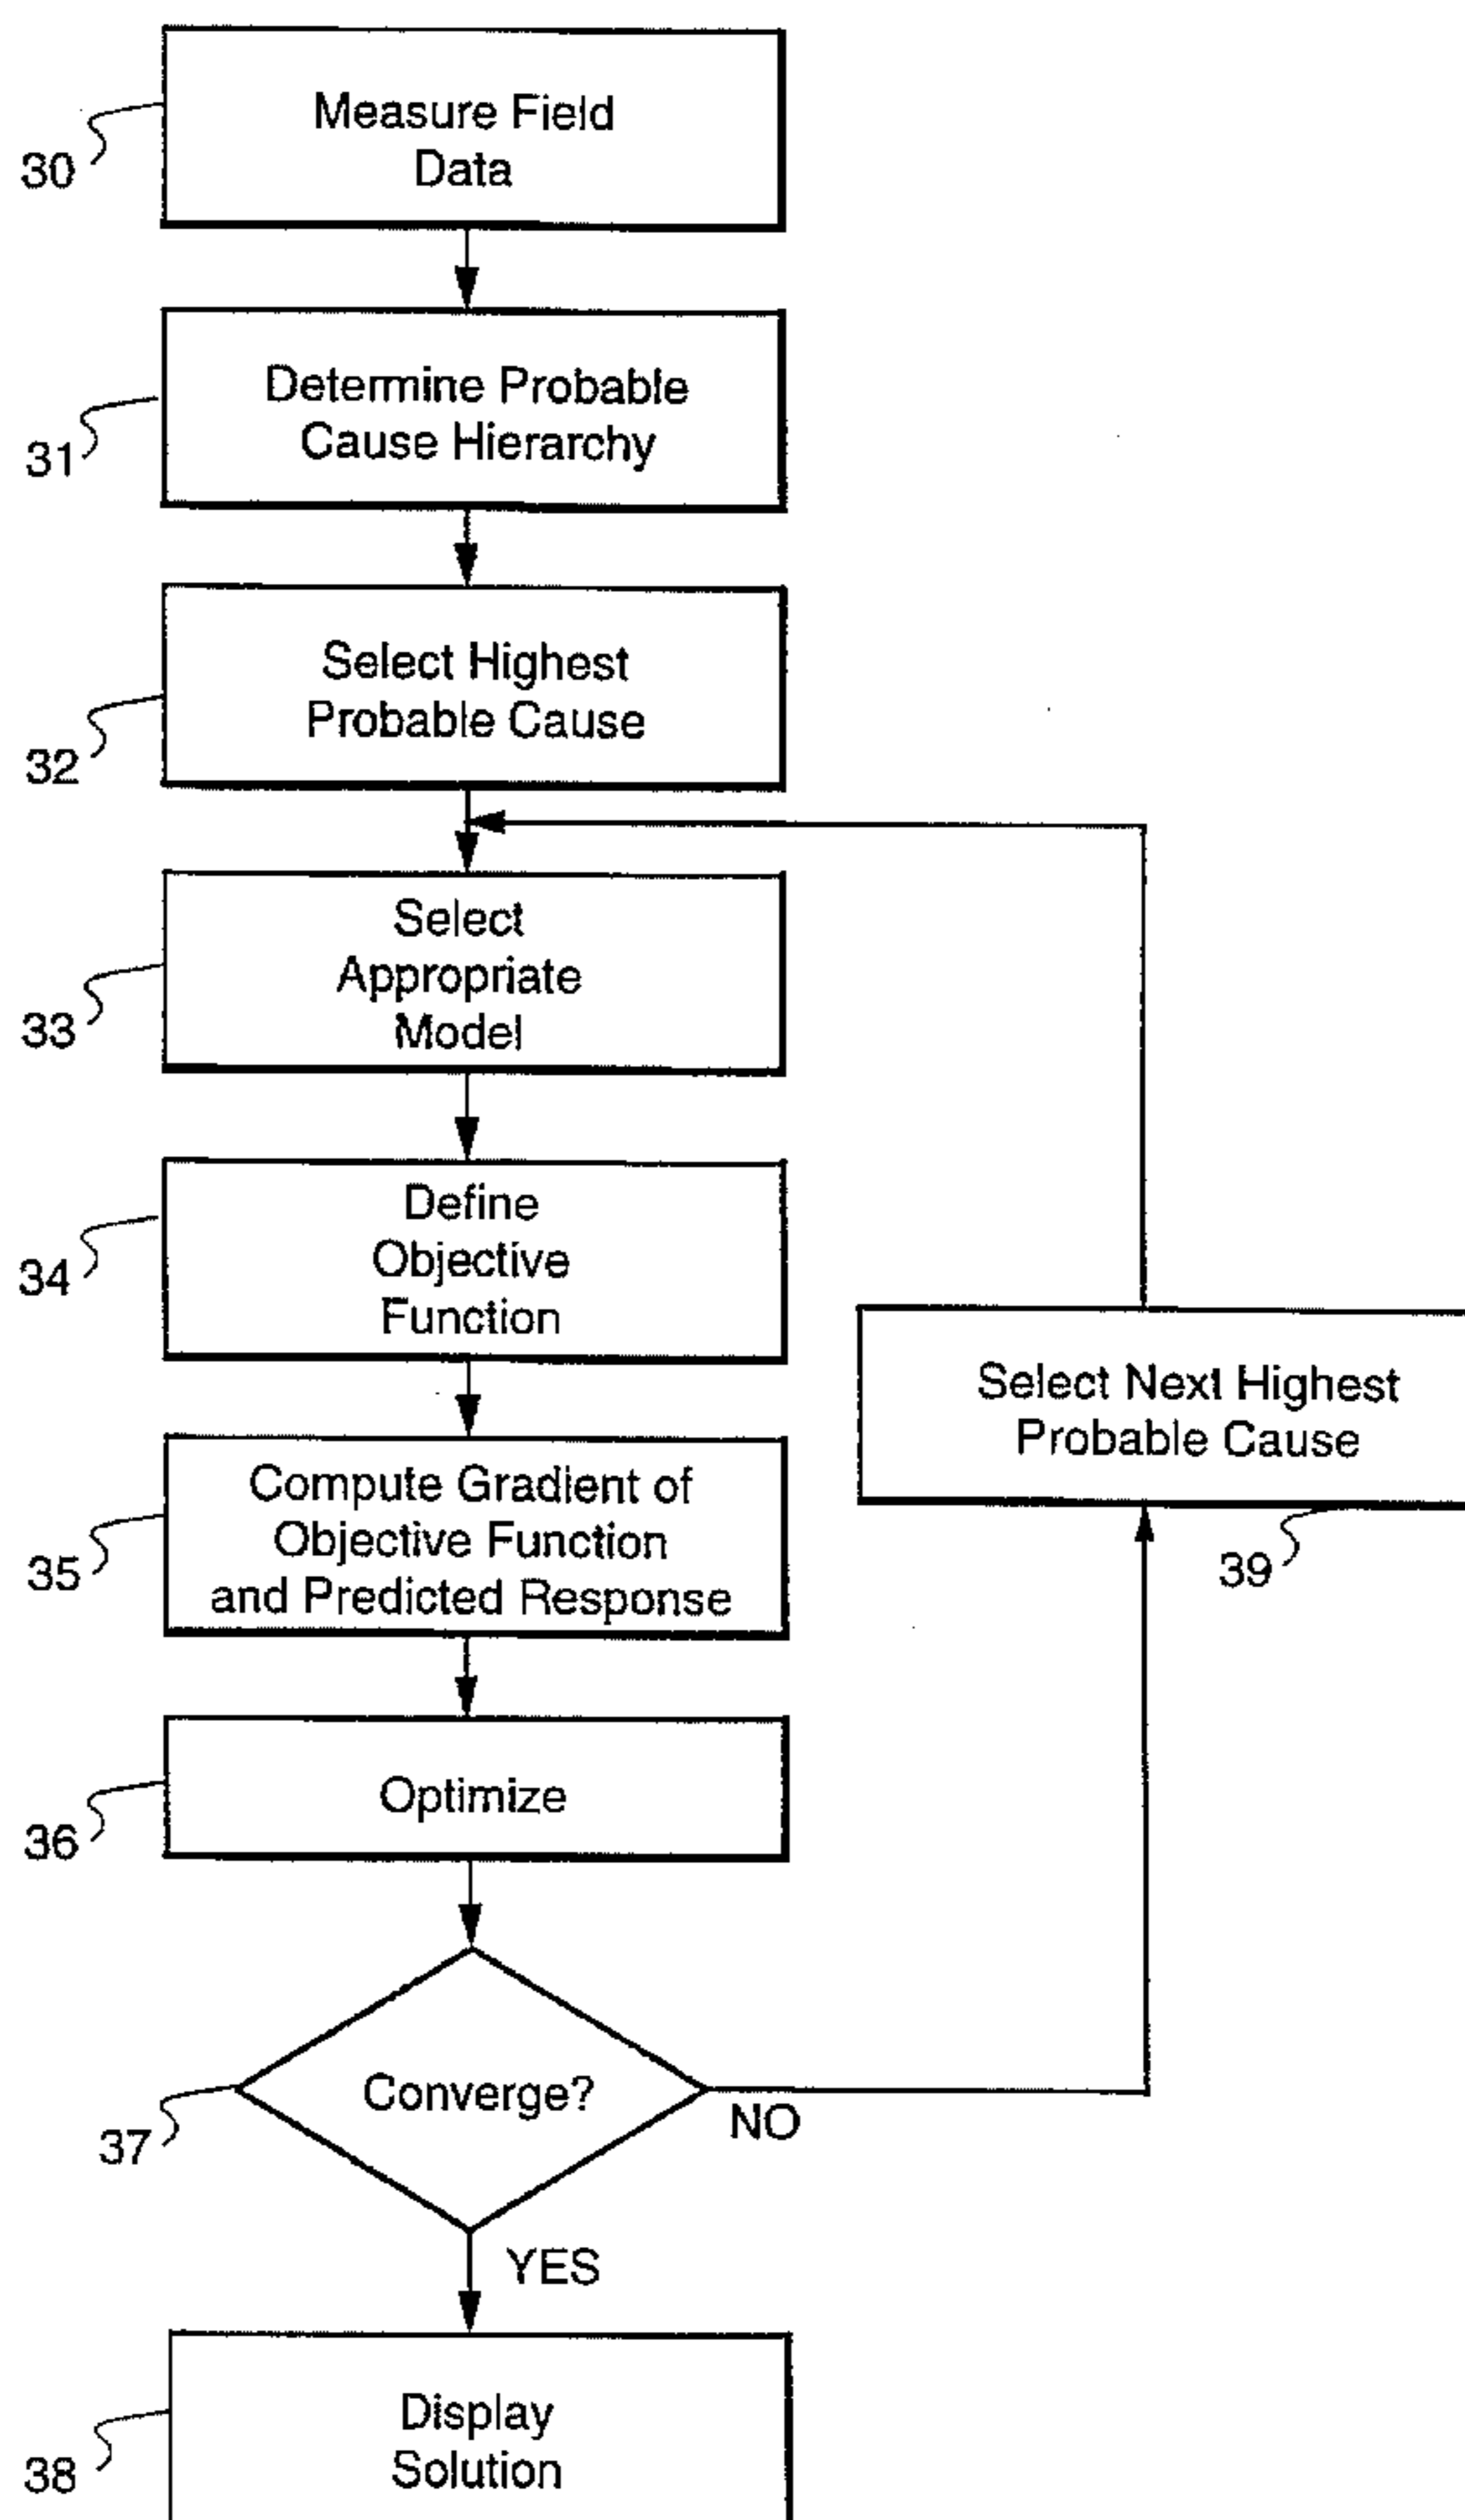 Measure Field
Data
30
Determine Probable
Cause Hierarchy
31
Select Highest
Probable Cause
32
Select
Appropriate
Model
33
Define
Objective
Function
34
Select Next Highest
Probable Cause
39
Compute Gradient of
Objective Function
and Predicted Response
35
Optimize
36
Converge?
37
NO
YES
Display
Solution
38